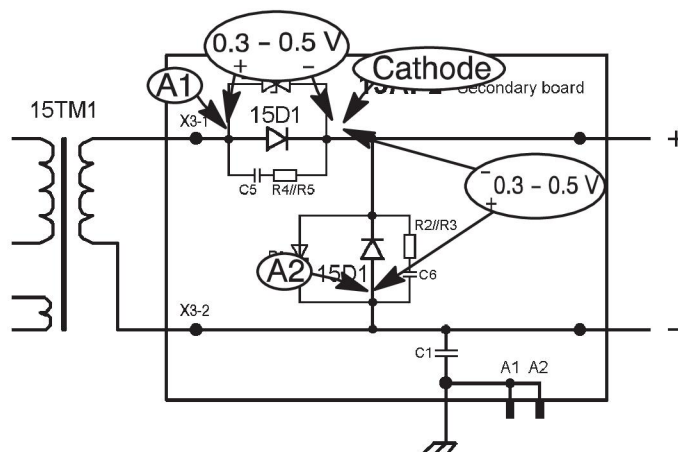 0.3 – 0.5 V
+ –
Cathode
A1
Secondary board
15TM1
15D1
X3-1
+
C5
R4//R5
–
0.3 – 0.5 V
+
R2//R3
A2
15D1
C6
X3-2
–
C1
A1 A2